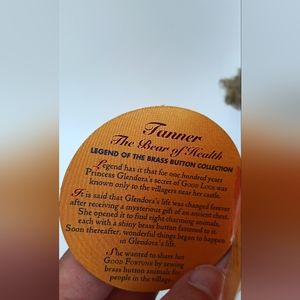 Tanner
The Bear of Health
LEGEND OF THE BRASS BUTTON COLLECTION
Legend has it that for one hundred years
Princess Glendora's secret of GOOD LUCK was
known only to the villagers near her castle.
It is said that Glendora's life was changed forever
after receiving a mysterious gift of an ancient chest.
She opened it to find eight charming animals,
each with a shiny brass button fastened to it.
Soon thereafter, wonderful things began to happen
in Glendora's life.
She wanted to share her
GOOD FORTUNE by sewing
brass button animals for
people in the village.